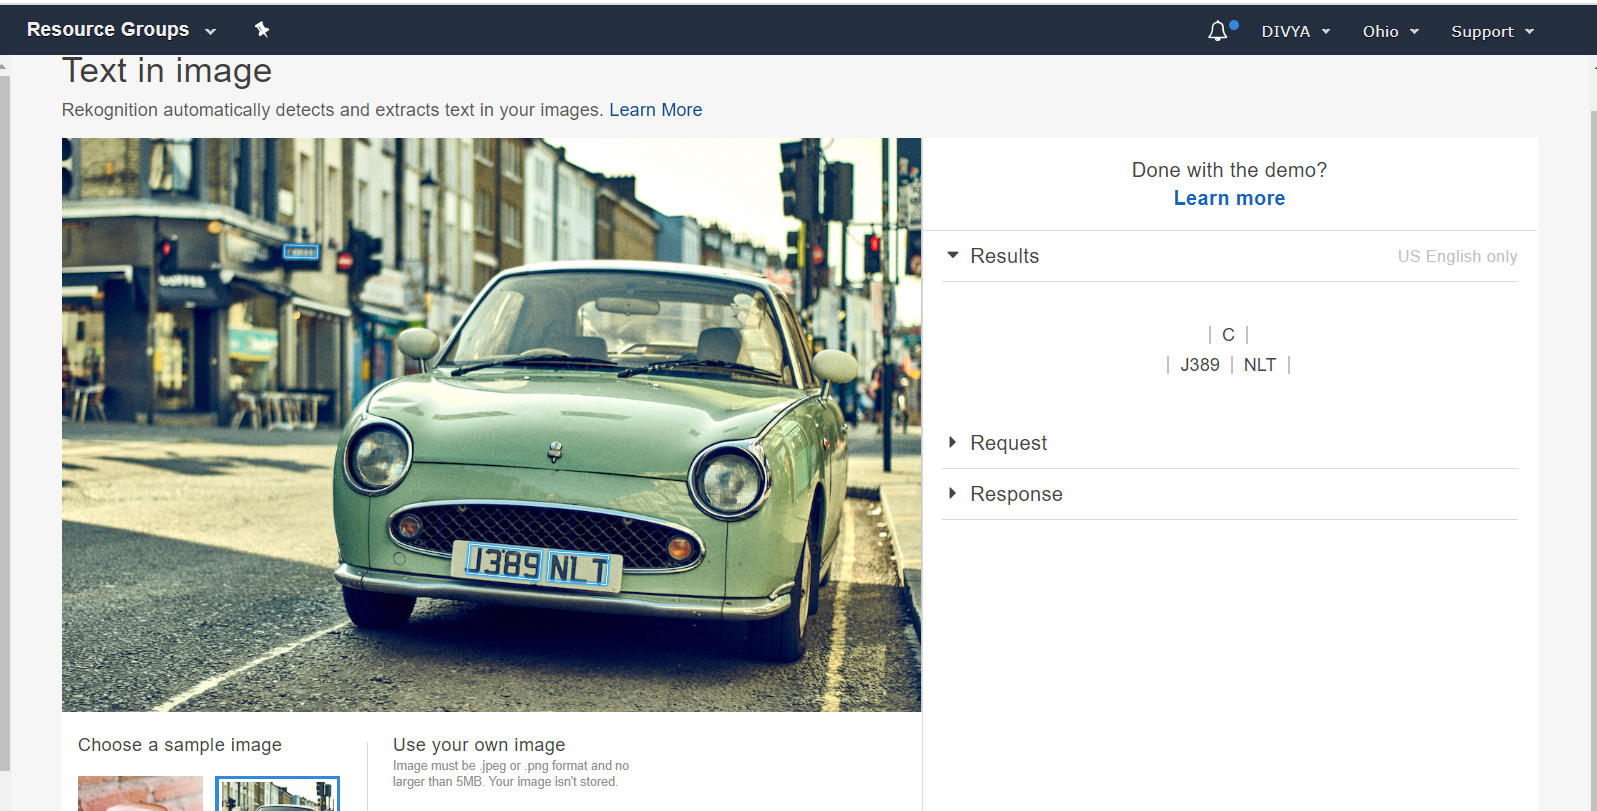 Resource Groups
DIVYA
Ohio
Support
Text in image
Rekognition automatically detects and extracts text in your images. Learn More
COFFEE
J389 NLT
Done with the demo?
Learn more
Results
US English only
| C |
| J389 | NLT |
Request
Response
Choose a sample image
Use your own image
Image must be .jpeg or .png format and no
larger than 5MB. Your image isn't stored.